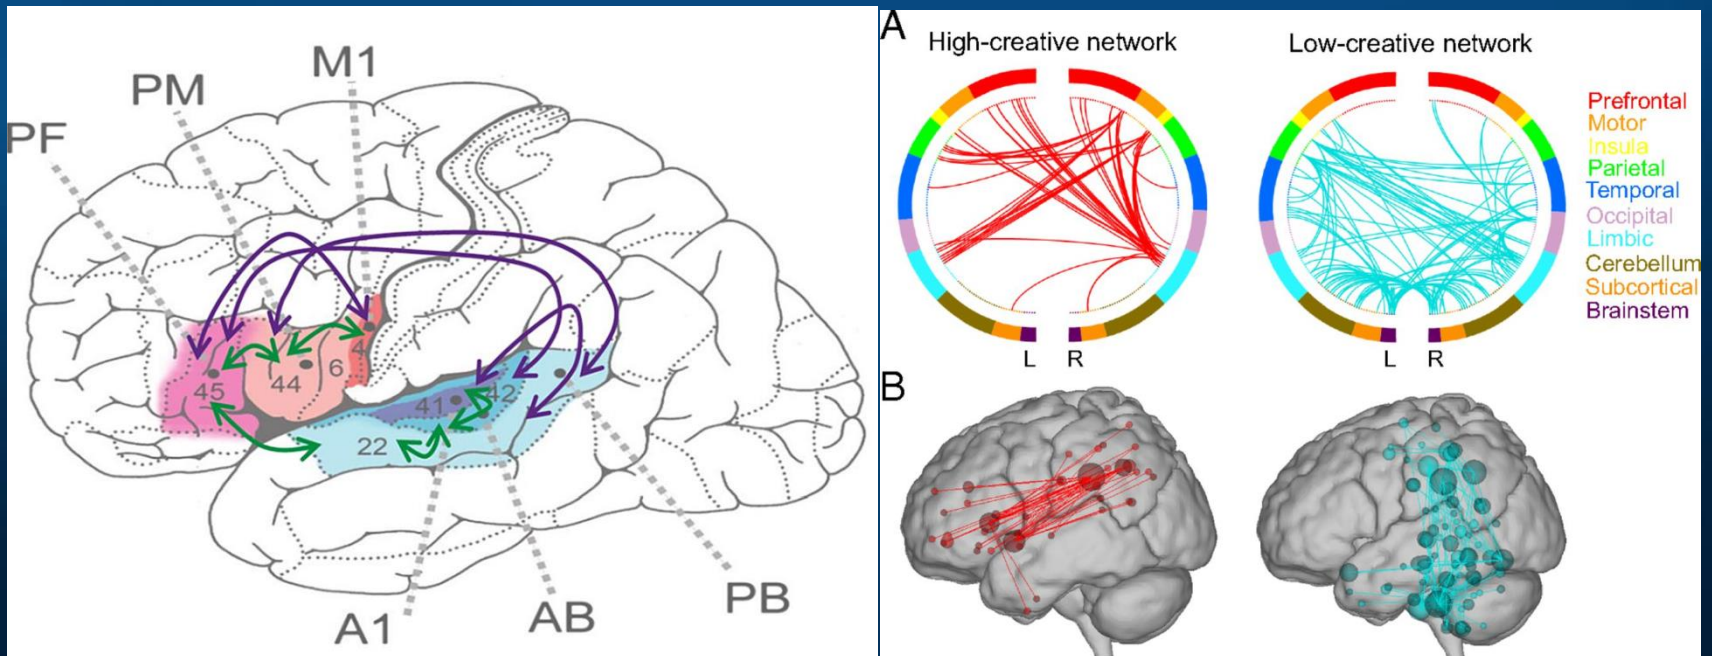 M1
PM
PF
45
44
6
4
41
42
22
A1
AB
PB
A
High-creative network
Low-creative network
L
R
L
R
Prefrontal
Motor
Insula
Parietal
Temporal
Occipital
Limbic
Cerebellum
Subcortical
Brainstem
B